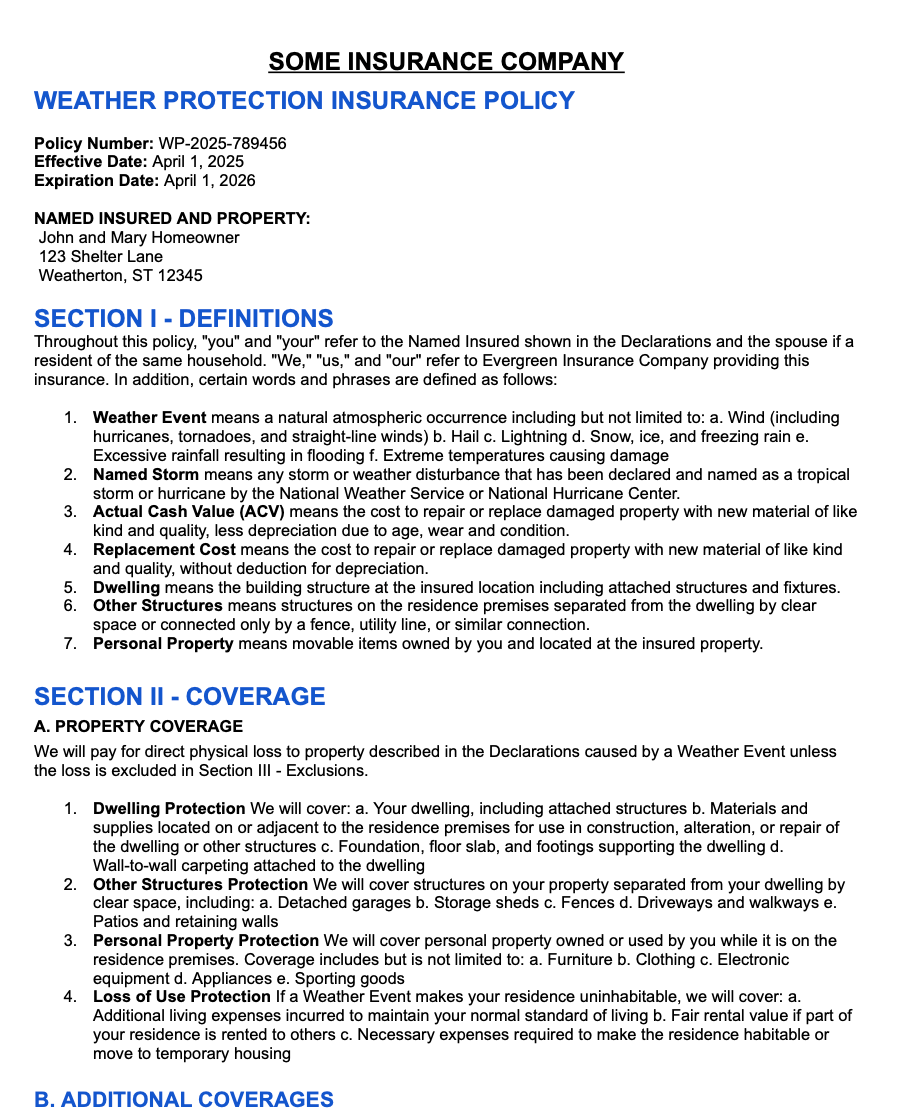 SOME INSURANCE COMPANY
WEATHER PROTECTION INSURANCE POLICY
Policy Number: WP-2025-789456
Effective Date: April 1, 2025
Expiration Date: April 1, 2026
NAMED INSURED AND PROPERTY:
John and Mary Homeowner
123 Shelter Lane
Weatherton, ST 12345
SECTION I - DEFINITIONS
Throughout this policy, "you" and "your" refer to the Named Insured shown in the Declarations and the spouse if a
resident of the same household. "We," "us," and "our" refer to Evergreen Insurance Company providing this
insurance. In addition, certain words and phrases are defined as follows:
1. Weather Event means a natural atmospheric occurrence including but not limited to: a. Wind (including
hurricanes, tornadoes, and straight-line winds) b. Hail c. Lightning d. Snow, ice, and freezing rain e.
Excessive rainfall resulting in flooding f. Extreme temperatures causing damage
2. Named Storm means any storm or weather disturbance that has been declared and named as a tropical
storm or hurricane by the National Weather Service or National Hurricane Center.
3. Actual Cash Value (ACV) means the cost to repair or replace damaged property with new material of like
kind and quality, less depreciation due to age, wear and condition.
4. Replacement Cost means the cost to repair or replace damaged property with new material of like kind
and quality, without deduction for depreciation.
5. Dwelling means the building structure at the insured location including attached structures and fixtures.
6. Other Structures means structures on the residence premises separated from the dwelling by clear
space or connected only by a fence, utility line, or similar connection.
7. Personal Property means movable items owned by you and located at the insured property.
SECTION II - COVERAGE
A. PROPERTY COVERAGE
We will pay for direct physical loss to property described in the Declarations caused by a Weather Event unless
the loss is excluded in Section III - Exclusions.
1. Dwelling Protection We will cover: a. Your dwelling, including attached structures b. Materials and
supplies located on or adjacent to the residence premises for use in construction, alteration, or repair of
the dwelling or other structures c. Foundation, floor slab, and footings supporting the dwelling d.
Wall-to-wall carpeting attached to the dwelling
2. Other Structures Protection We will cover structures on your property separated from your dwelling by
clear space, including: a. Detached garages b. Storage sheds c. Fences d. Driveways and walkways e.
Patios and retaining walls
3. Personal Property Protection We will cover personal property owned or used by you while it is on the
residence premises. Coverage includes but is not limited to: a. Furniture b. Clothing c. Electronic
equipment d. Appliances e. Sporting goods
4. Loss of Use Protection If a Weather Event makes your residence uninhabitable, we will cover: a.
Additional living expenses incurred to maintain your normal standard of living b. Fair rental value if part of
your residence is rented to others c. Necessary expenses required to make the residence habitable or
move to temporary housing
B. ADDITIONAL COVERAGES